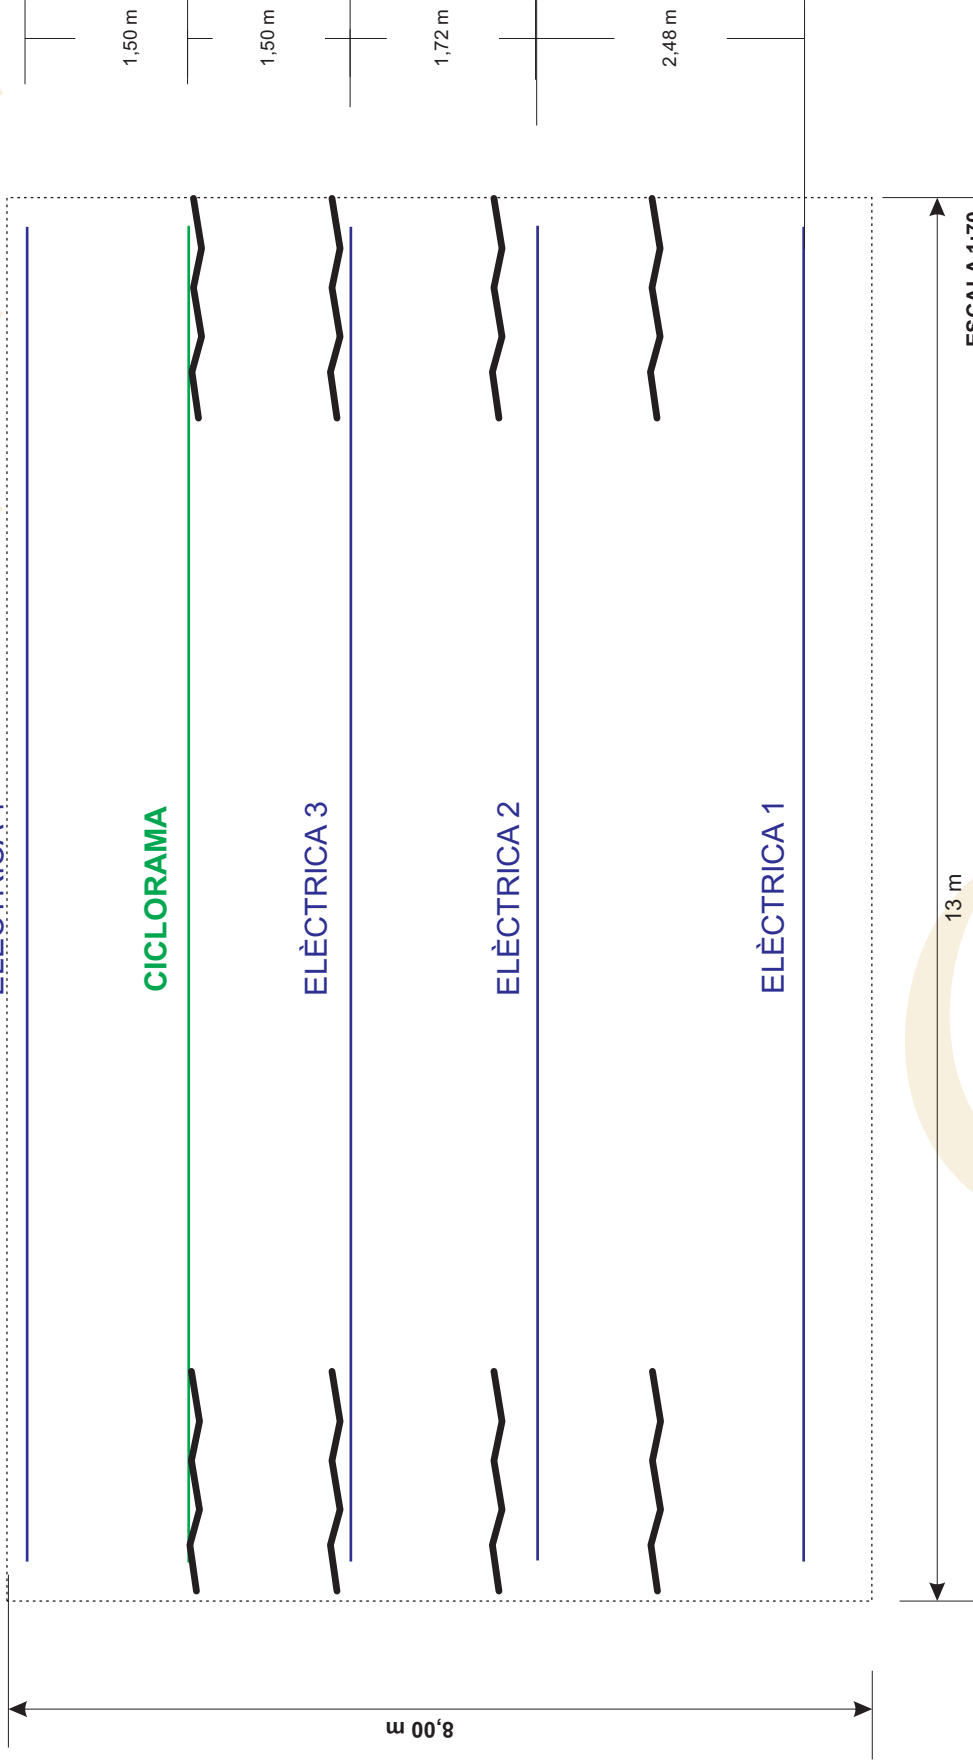 1,50 m
1,50 m
1,72 m
2,48 m
CICLORAMA
ELÈCTRICA 3
ELÈCTRICA 2
ELÈCTRICA 1
13 m
8,00 m